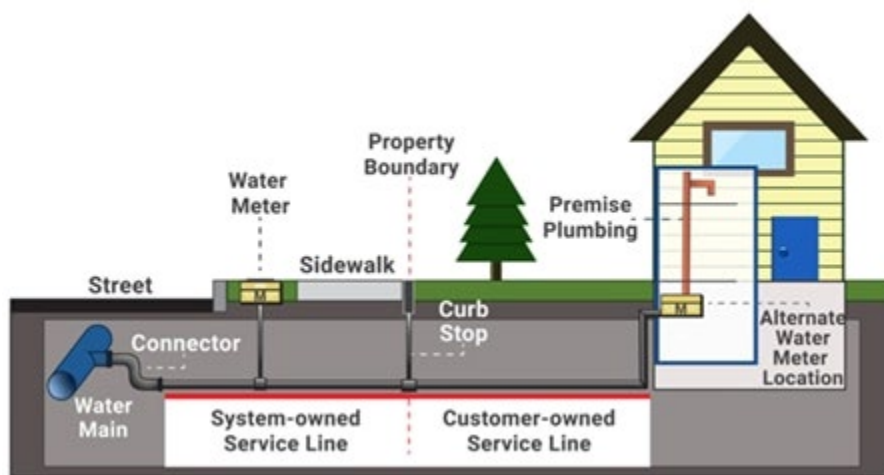 Property
Boundary
Water
Meter
Premise
Plumbing
Sidewalk
Street
M
M
Curb
Stop
Connector
Alternate
Water
Meter
Location
Water
Main
System-owned
Service Line
Customer-owned
Service Line